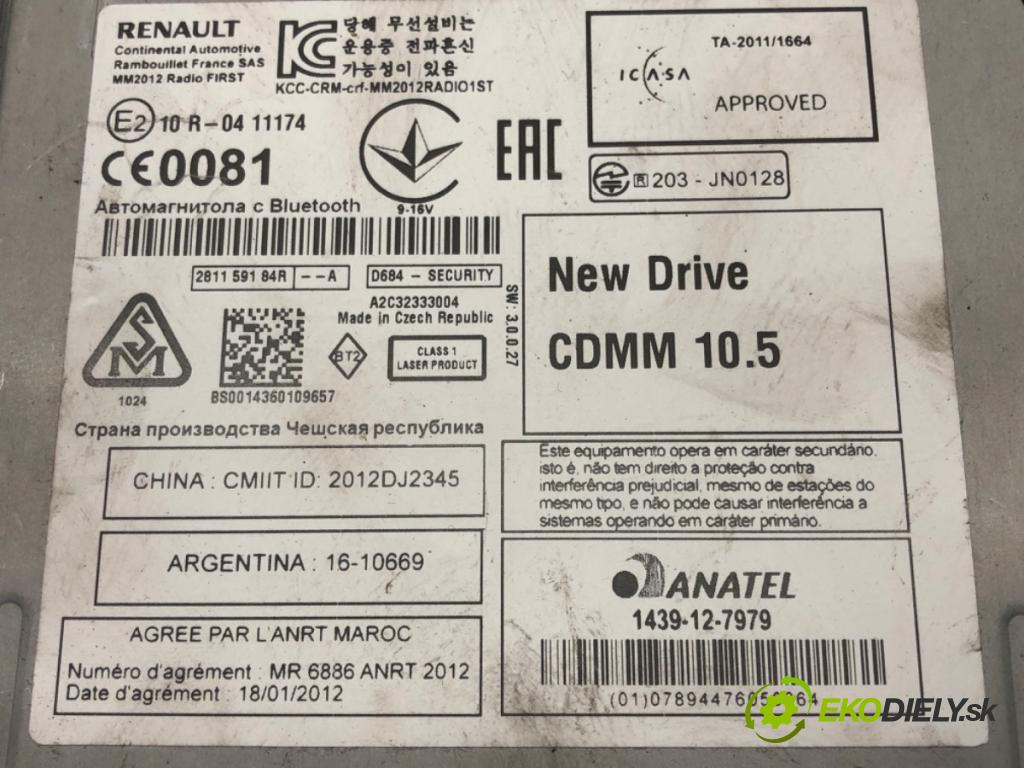 RENAULT
Continental Automotive
Rambouillet France SAS
MM2012 Radio FIRST
당해 무선설비는
운용중 전파혼신
가능성이 있음
KCC-CRM-crf-MM2012RADIO1ST
TA-2011/1664
ICASA
APPROVED
E2 10 R-04 11174
CE0081
9-16V
EAC
R 203 - JN0128
Автомагнитола с Bluetooth
2811 591 84R --A
D684 - SECURITY
A2C32333004
Made in Czech Republic
SW: 3.0.0.27
New Drive
CDMM 10.5
SM
1024
BS0014360109657
BT2
CLASS 1
LASER PRODUCT
Страна производства Чешская республика
CHINA : CMIIT ID: 2012DJ2345
Este equipamento opera em caráter secundário,
isto é, não tem direito a proteção contra
interferência prejudicial, mesmo de estações do
mesmo tipo, e não pode causar interferência a
sistemas operando em caráter primário.
ARGENTINA : 16-10669
ANATEL
1439-12-7979
AGREE PAR L'ANRT MAROC
Numéro d'agrément : MR 6886 ANRT 2012
Date d'agrément : 18/01/2012
EKODIELY.sk